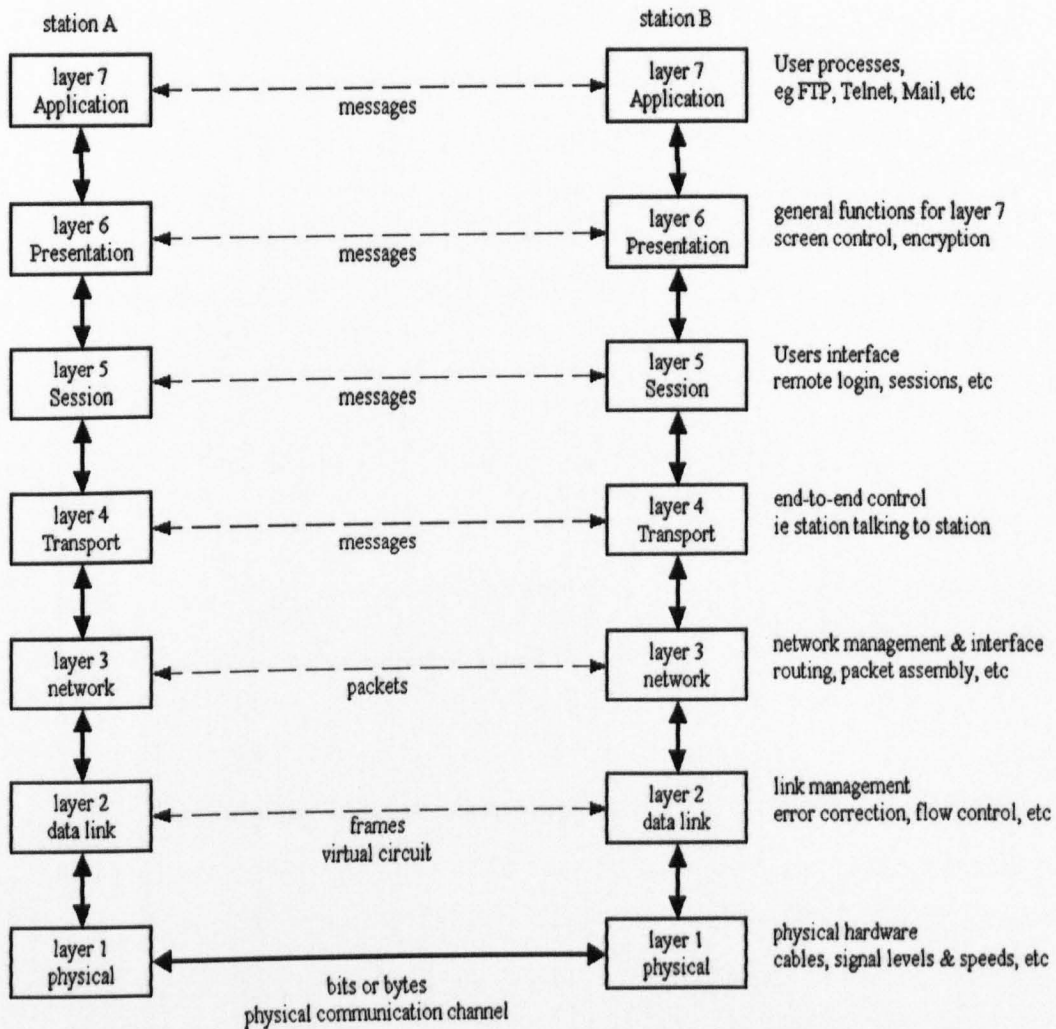 station A
station B
layer 7
Application
messages
layer 7
Application
User processes,
eg FTP, Telnet, Mail, etc
layer 6
Presentation
messages
layer 6
Presentation
general functions for layer 7
screen control, encryption
layer 5
Session
messages
layer 5
Session
Users interface
remote login, sessions, etc
layer 4
Transport
messages
layer 4
Transport
end-to-end control
ie station talking to station
layer 3
network
packets
layer 3
network
network management & interface
routing, packet assembly, etc
layer 2
data link
frames
virtual circuit
layer 2
data link
link management
error correction, flow control, etc
layer 1
physical
bits or bytes
physical communication channel
layer 1
physical
physical hardware
cables, signal levels & speeds, etc